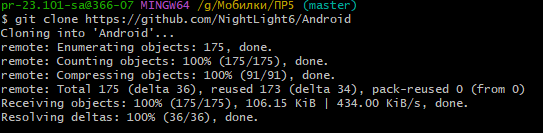 pr-23.101-sa@366-07 MINGW64 /g/Мобилки/ПР5 (master)
$ git clone https://github.com/NightLight6/Android
Cloning into 'Android'...
remote: Enumerating objects: 175, done.
remote: Counting objects: 100% (175/175), done.
remote: Compressing objects: 100% (91/91), done.
remote: Total 175 (delta 36), reused 173 (delta 34), pack-reused 0 (from 0)
Receiving objects: 100% (175/175), 106.15 KiB | 434.00 KiB/s, done.
Resolving deltas: 100% (36/36), done.